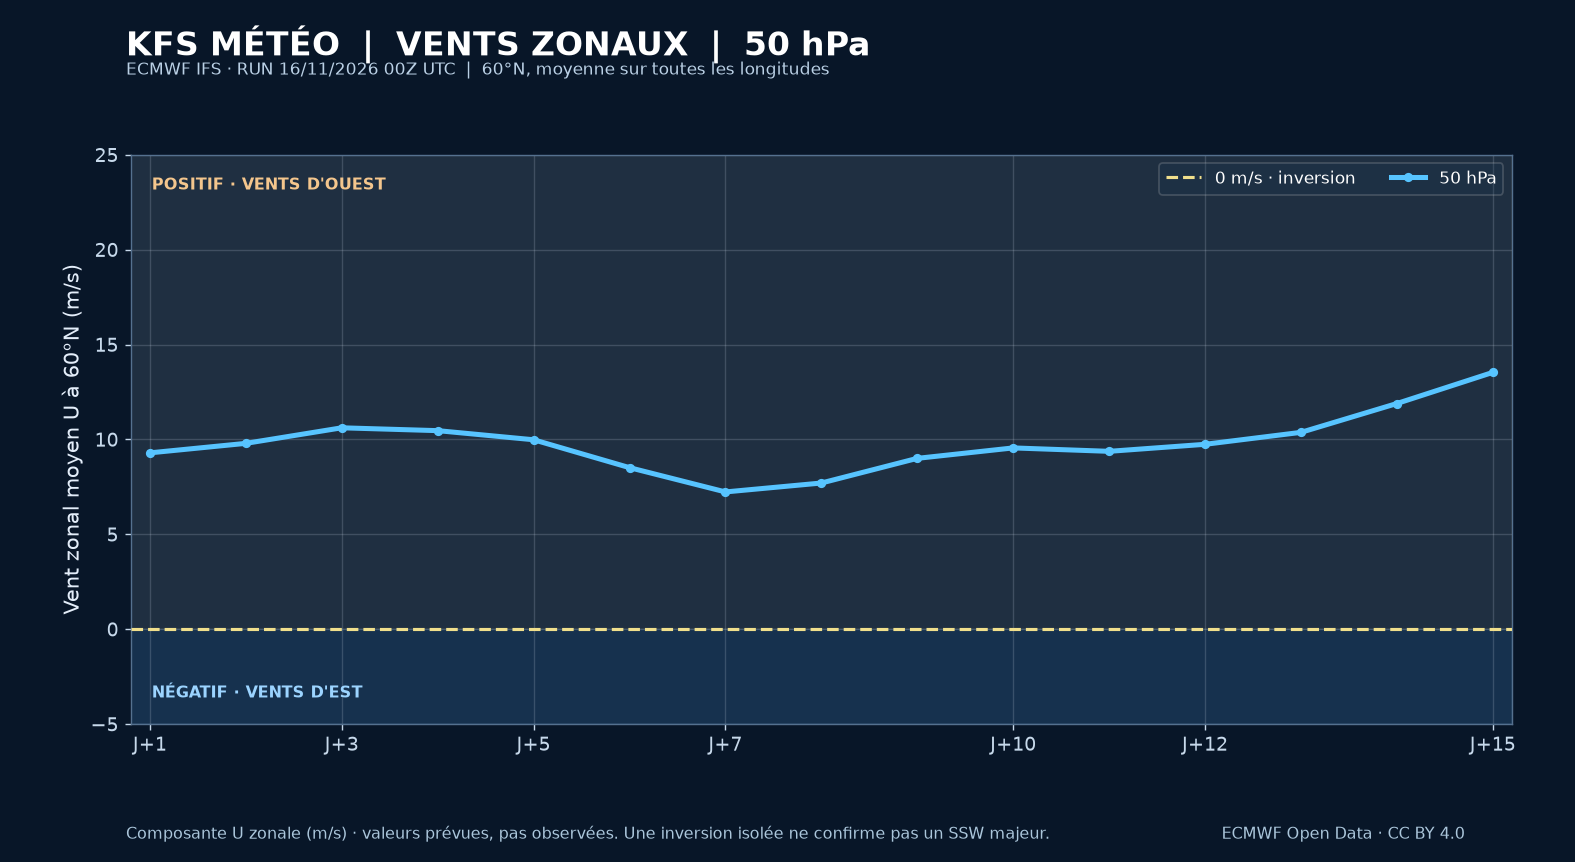 KFS MÉTÉO | VENTS ZONAUX | 50 hPa
ECMWF IFS · RUN 16/11/2026 00Z UTC | 60°N, moyenne sur toutes les longitudes
25
POSITIF · VENTS D'OUEST
0 m/s · inversion
50 hPa
20
15
10
5
0
−5
Vent zonal moyen U à 60°N (m/s)
NÉGATIF · VENTS D'EST
J+1
J+3
J+5
J+7
J+10
J+12
J+15
Composante U zonale (m/s) · valeurs prévues, pas observées. Une inversion isolée ne confirme pas un SSW majeur.
ECMWF Open Data · CC BY 4.0